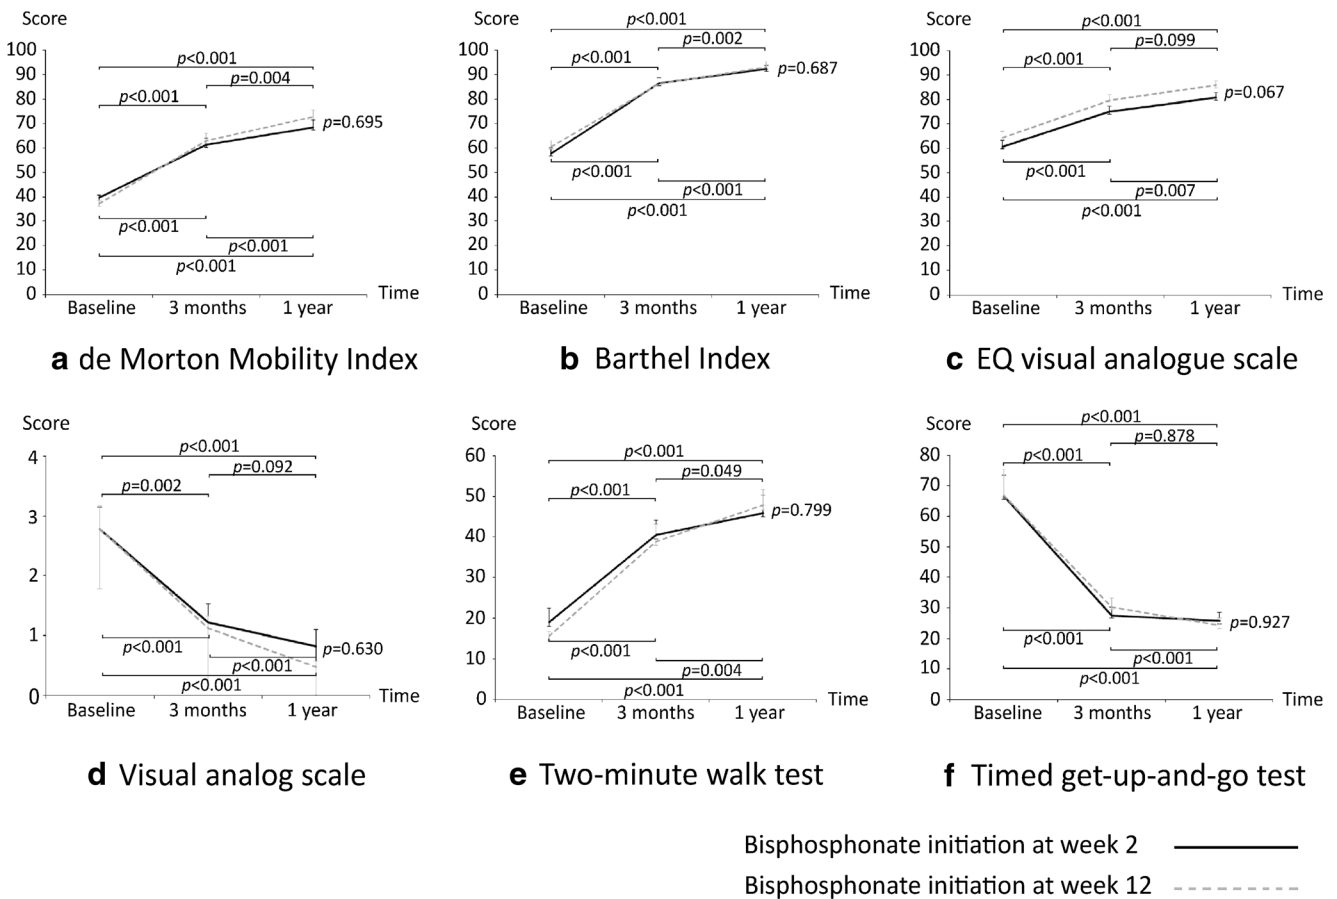 Score
p<0.001
100
p=0.004
90
p<0.001
80
70
p=0.695
60
50
40
30
p<0.001
20
p<0.001
10
p<0.001
0
Time
Baseline 3 months 1 year
a de Morton Mobility Index
Score
p<0.001
p=0.002
100
p<0.001
90
p=0.687
80
70
60
50
p<0.001
40
p<0.001
30
p<0.001
20
10
0
Time
Baseline 3 months 1 year
b Barthel Index
Score
p<0.001
p=0.099
100
p<0.001
90
p=0.067
80
70
60
50
p<0.001
40
p=0.007
30
p<0.001
20
10
0
Time
Baseline 3 months 1 year
c EQ visual analogue scale
Score
p<0.001
4
p=0.092
p=0.002
3
2
1
p<0.001
p=0.630
p<0.001
p<0.001
0
Time
Baseline 3 months 1 year
d Visual analog scale
Score
p<0.001
60
p=0.049
p<0.001
50
p=0.799
40
30
20
p<0.001
10
p=0.004
p<0.001
0
Time
Baseline 3 months 1 year
e Two-minute walk test
Score
p<0.001
p=0.878
80
p<0.001
70
60
50
40
30
p=0.927
20
p<0.001
p<0.001
10
p<0.001
0
Time
Baseline 3 months 1 year
f Timed get-up-and-go test
Bisphosphonate initiation at week 2
Bisphosphonate initiation at week 12